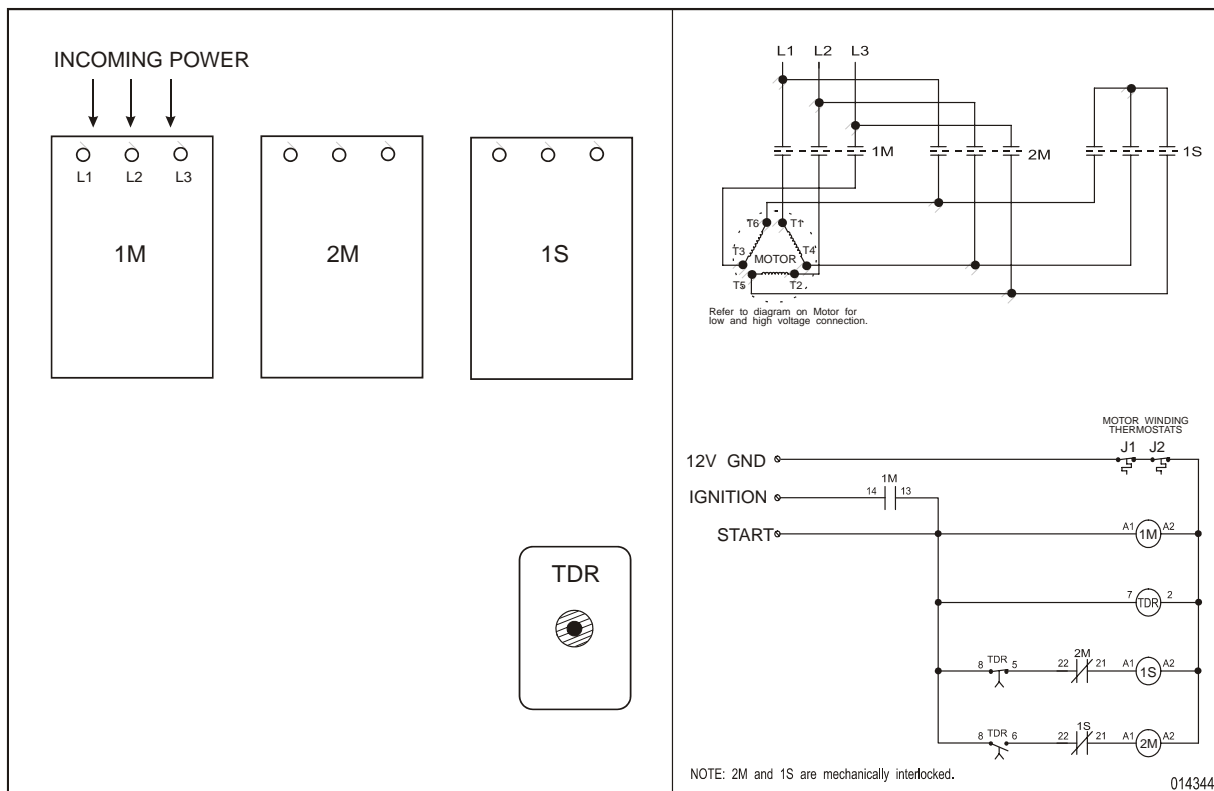 INCOMING POWER
L1 L2 L3
1M
2M
1S
TDR
L1 L2 L3
1M
2M
1S
T6 T1
T3 T4
MOTOR
T5 T2
Refer to diagram on Motor for
low and high voltage connection.
MOTOR WINDING
THERMOSTATS
J1 J2
12V GND
1M
IGNITION 14 13
START A1 1M A2
7 TDR 2
2M
8 TDR 5 22 21 A1 1S A2
1S
8 TDR 6 22 21 A1 2M A2
NOTE: 2M and 1S are mechanically interlocked.
014344